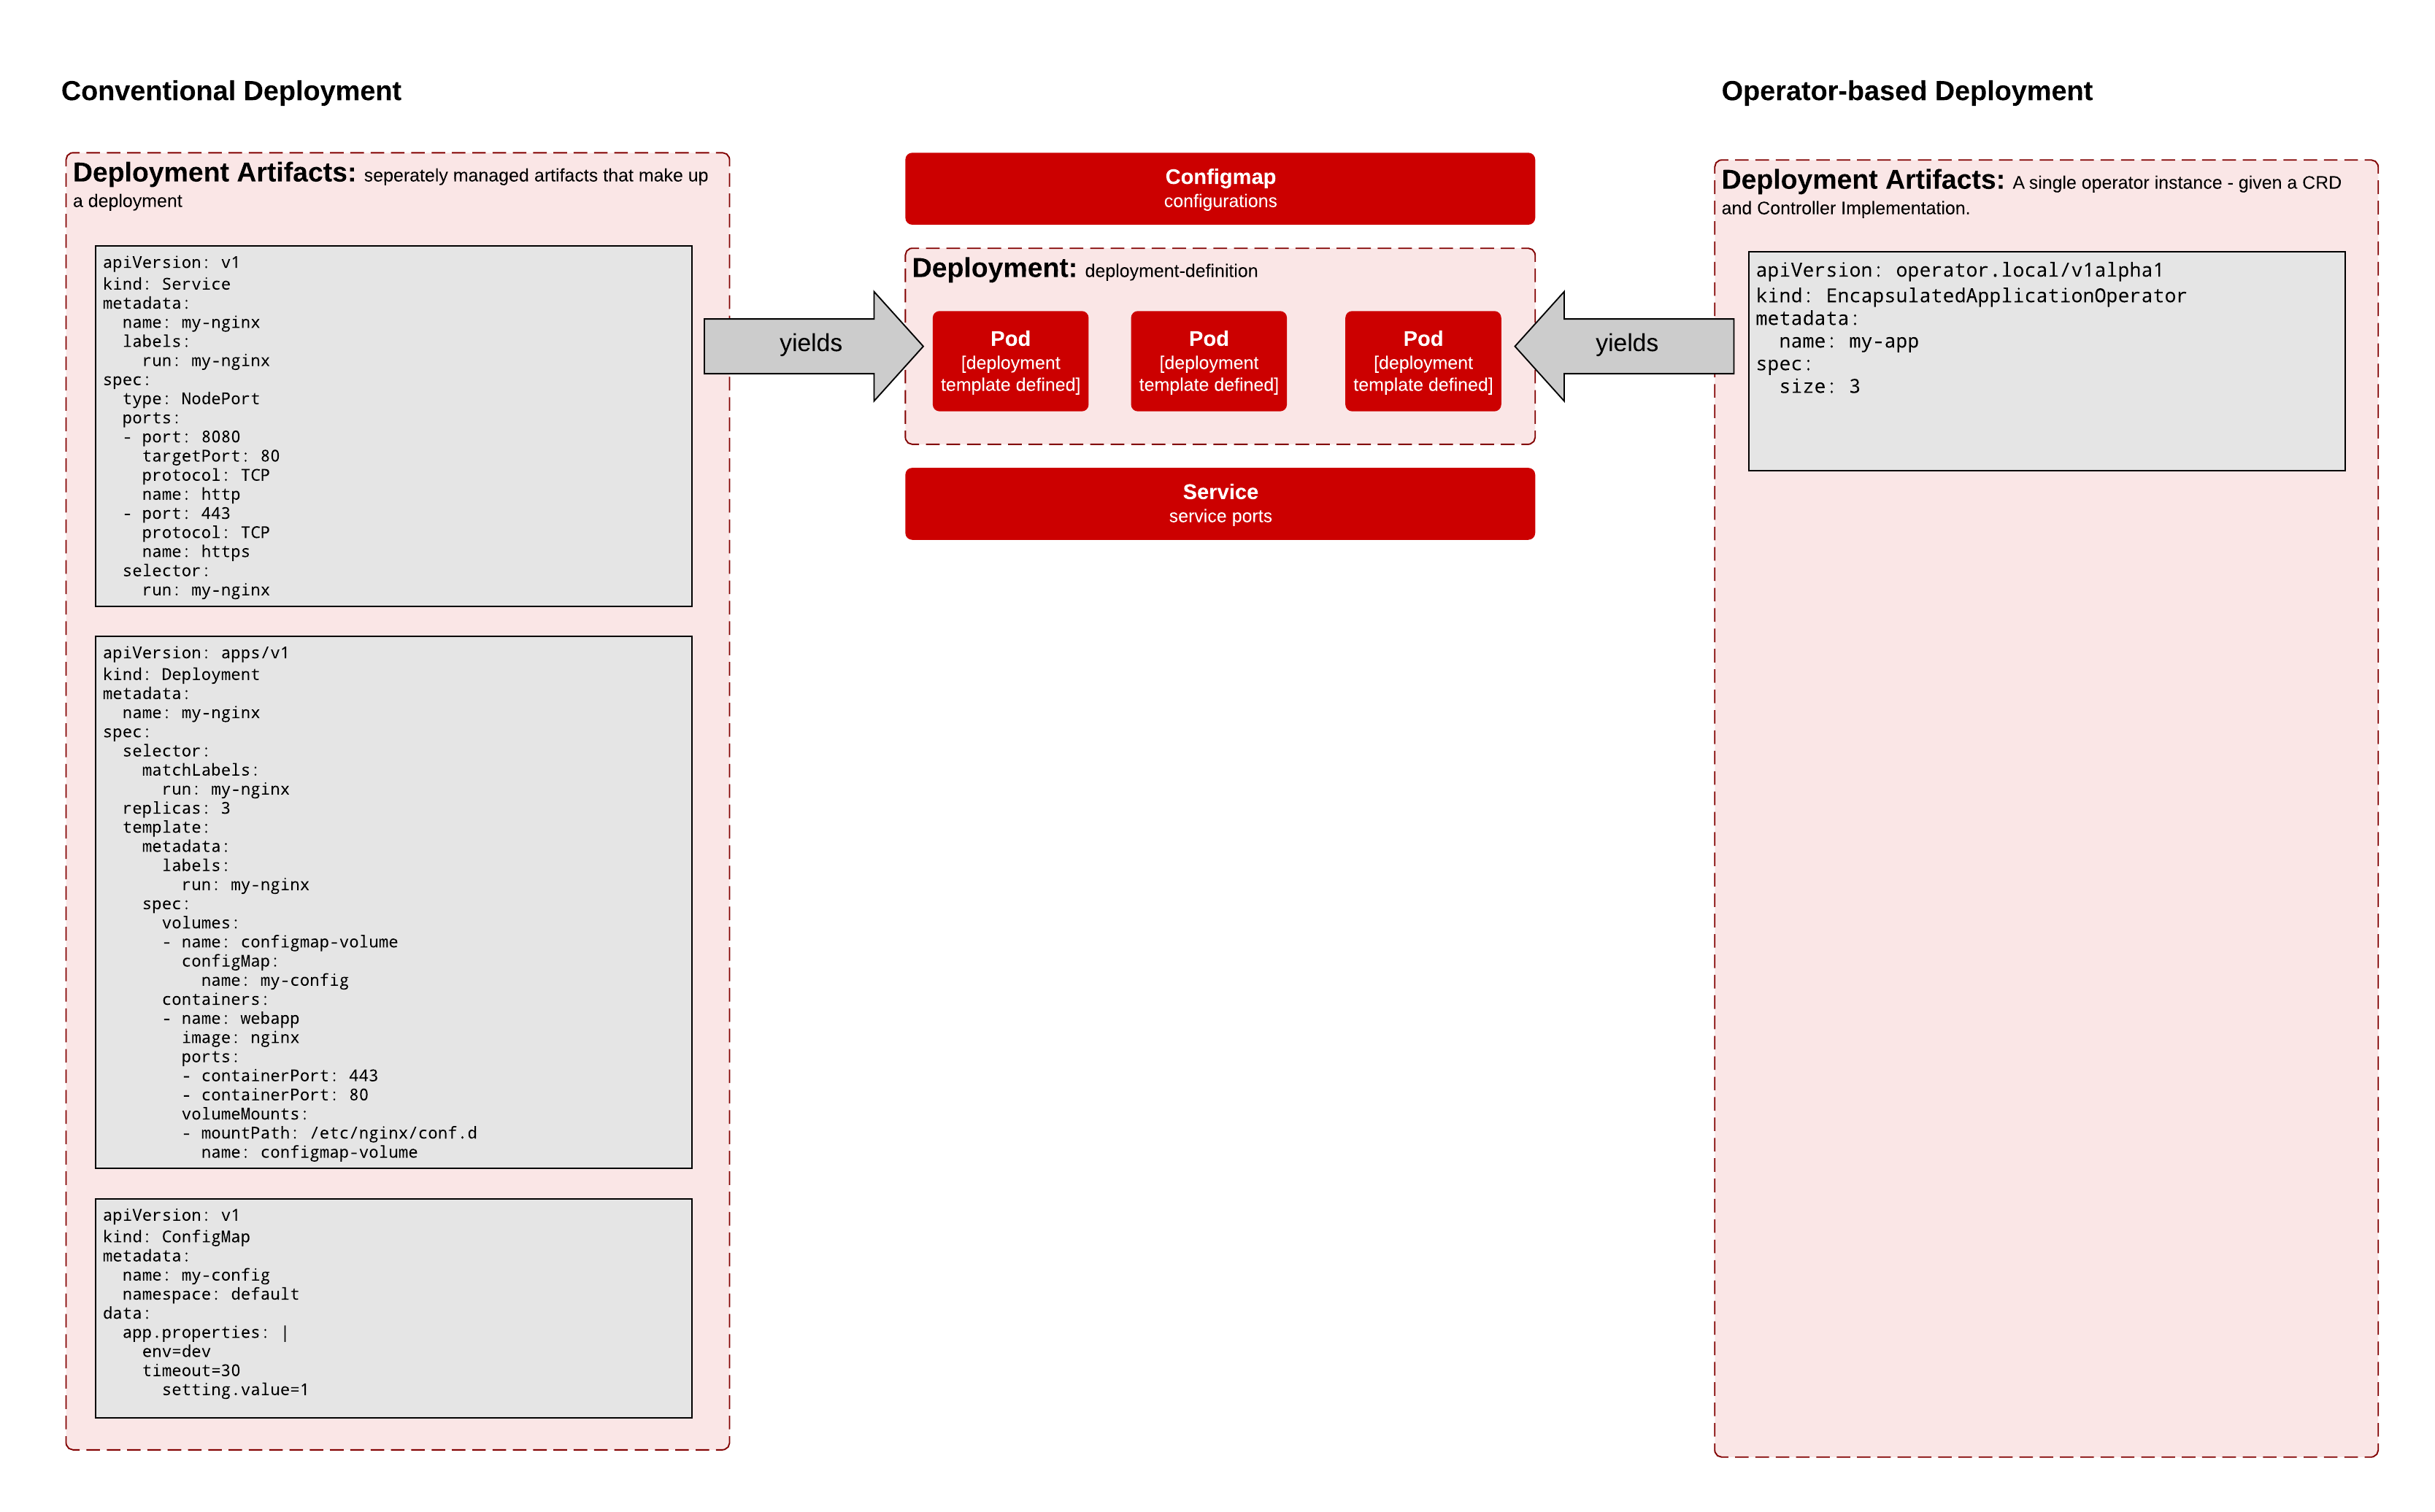 Conventional Deployment
Deployment Artifacts: seperately managed artifacts that make up
a deployment
apiVersion: v1
kind: Service
metadata:
  name: my-nginx
  labels:
    run: my-nginx
spec:
  type: NodePort
  ports:
  - port: 8080
    targetPort: 80
    protocol: TCP
    name: http
  - port: 443
    protocol: TCP
    name: https
  selector:
    run: my-nginx
apiVersion: apps/v1
kind: Deployment
metadata:
  name: my-nginx
spec:
  selector:
    matchLabels:
      run: my-nginx
  replicas: 3
  template:
    metadata:
      labels:
        run: my-nginx
    spec:
      volumes:
      - name: configmap-volume
        configMap:
          name: my-config
      containers:
      - name: webapp
        image: nginx
        ports:
        - containerPort: 443
        - containerPort: 80
        volumeMounts:
        - mountPath: /etc/nginx/conf.d
          name: configmap-volume
apiVersion: v1
kind: ConfigMap
metadata:
  name: my-config
  namespace: default
data:
  app.properties: |
    env=dev
    timeout=30
      setting.value=1
yields
Configmap
configurations
Deployment: deployment-definition
Pod
[deployment
template defined]
Pod
[deployment
template defined]
Pod
[deployment
template defined]
Service
service ports
yields
Operator-based Deployment
Deployment Artifacts: A single operator instance - given a CRD
and Controller Implementation.
apiVersion: operator.local/v1alpha1
kind: EncapsulatedApplicationOperator
metadata:
  name: my-app
spec:
  size: 3